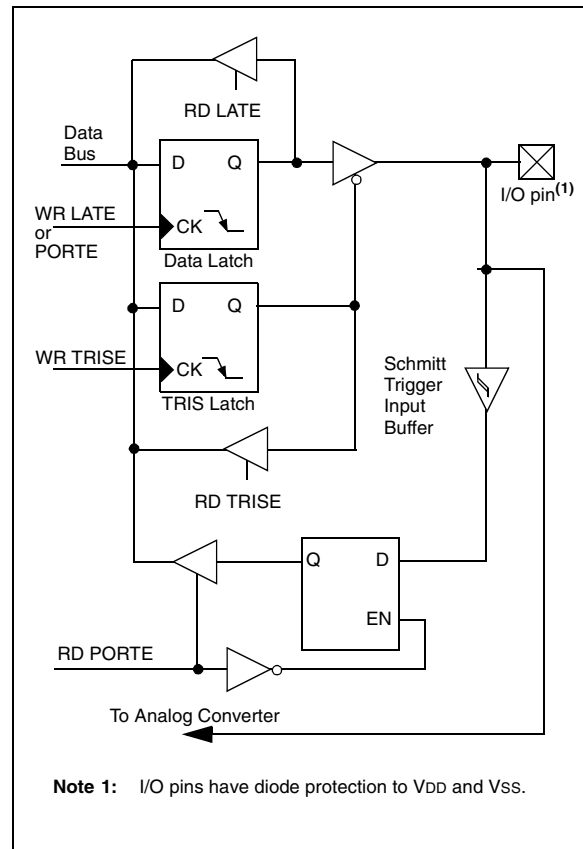 RD LATE
Data
Bus
D Q
I/O pin(1)
WR LATE
or
PORTE
CK
Data Latch
D Q
WR TRISE
CK
TRIS Latch
Schmitt
Trigger
Input
Buffer
RD TRISE
Q D
EN
RD PORTE
To Analog Converter
Note 1: I/O pins have diode protection to VDD and VSS.